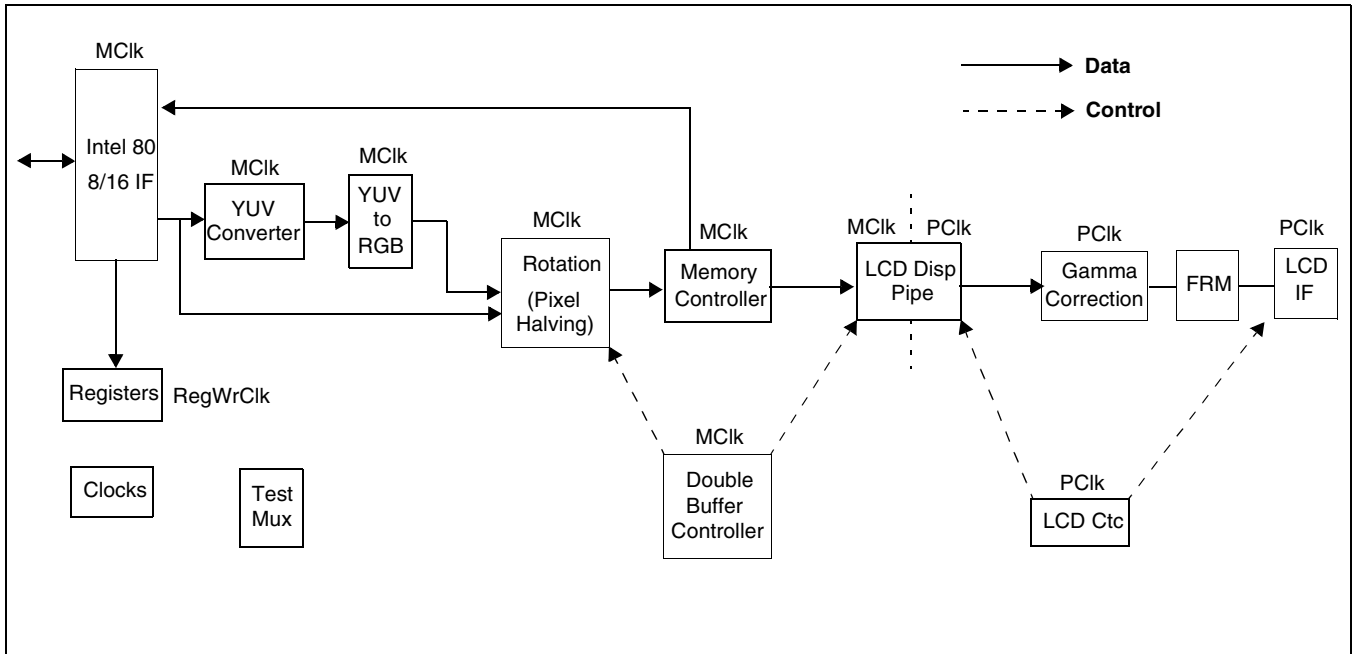 MClk
Intel 80
8/16 IF
Data
Control
MClk
YUV
Converter
MClk
YUV
to
RGB
MClk
Rotation
(Pixel
Halving)
MClk
Memory
Controller
MClk
PClk
LCD Disp
Pipe
PClk
Gamma
Correction
FRM
PClk
LCD
IF
Registers
RegWrClk
Clocks
Test
Mux
MClk
Double
Buffer
Controller
PClk
LCD Ctc